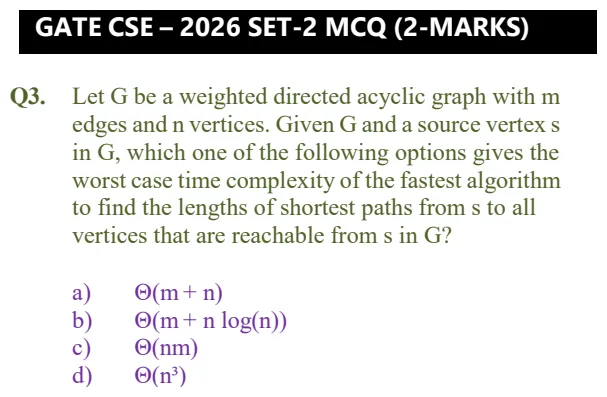 GATE CSE – 2026 SET-2 MCQ (2-MARKS)
Q3. Let G be a weighted directed acyclic graph with m
edges and n vertices. Given G and a source vertex s
in G, which one of the following options gives the
worst case time complexity of the fastest algorithm
to find the lengths of shortest paths from s to all
vertices that are reachable from s in G?
a) Θ(m + n)
b) Θ(m + n log(n))
c) Θ(nm)
d) Θ(n³)